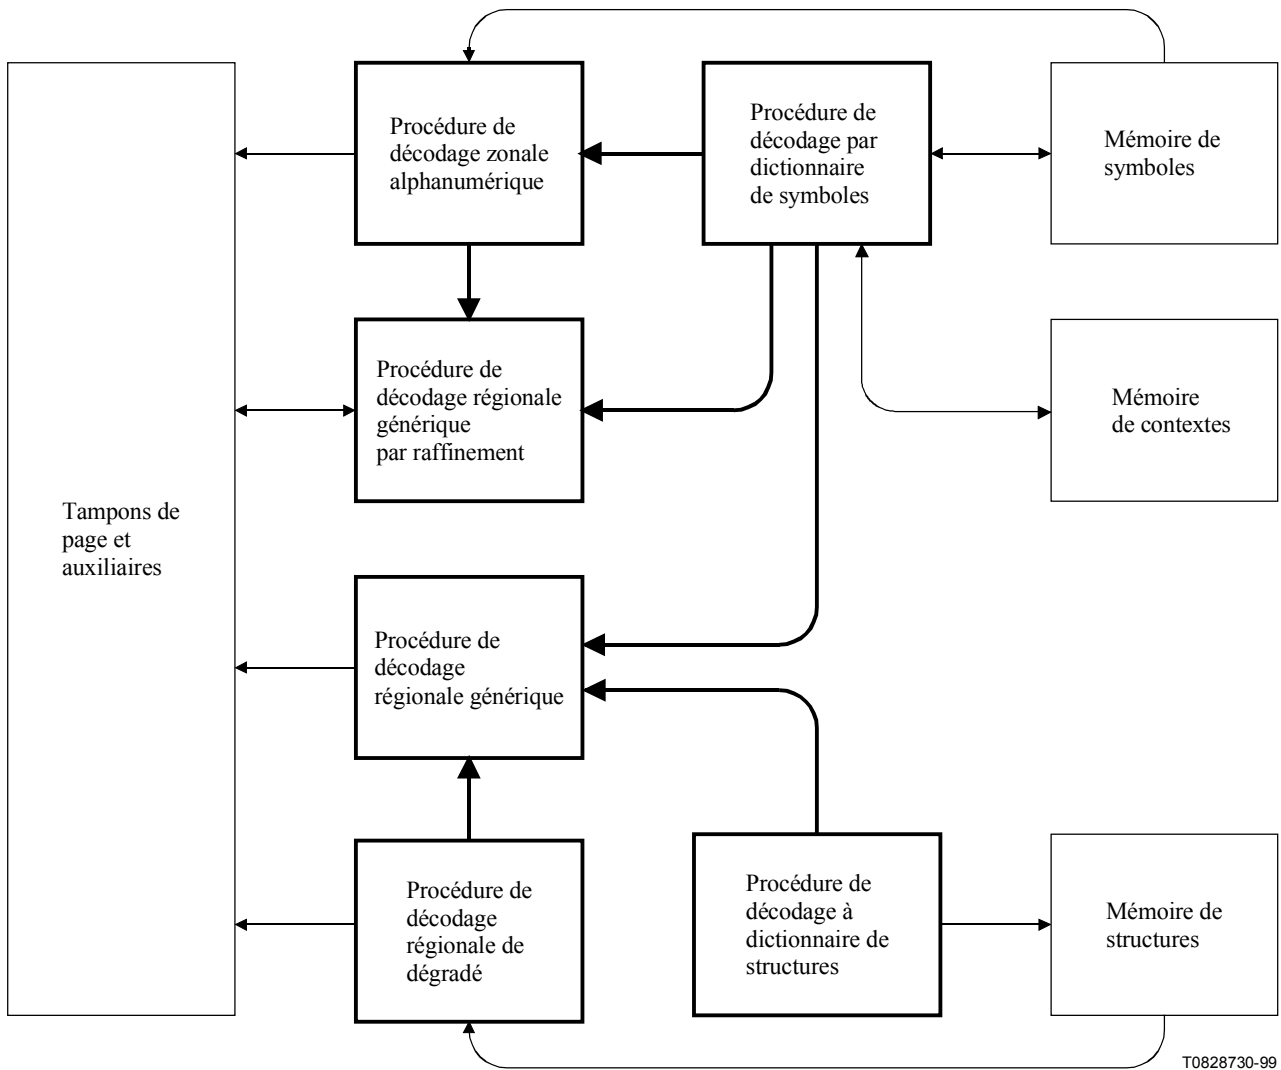 Procédure de
décodage zonale
alphanumérique
Procédure de
décodage par
dictionnaire
de symboles
Mémoire de
symboles
Procédure de
décodage régionale
générique
par raffinement
Mémoire
de contextes
Tampons de
page et
auxiliaires
Procédure de
décodage
régionale générique
Procédure de
décodage
régionale de
dégradé
Procédure de
décodage à
dictionnaire de
structures
Mémoire de
structures
T0828730-99